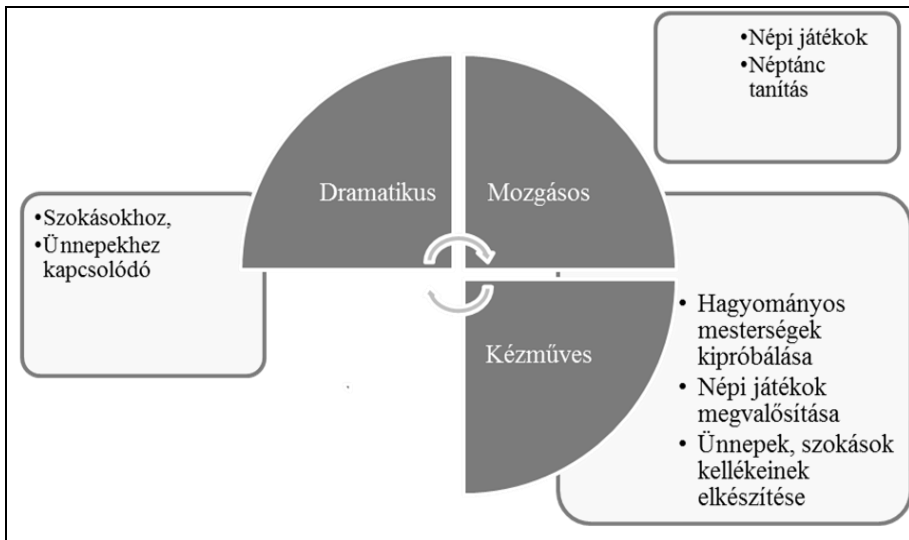 •Népi játékok
•Néptánc
tanítás
Dramatikus
Mozgásos
•Szokásokhoz,
•Ünnepekhez
kapcsolódó
Kézműves
• Hagyományos
mesterségek
kipróbálása
• Népi játékok
megvalősítása
• Ünnepek, szokások
kellékeinek
elkészítése